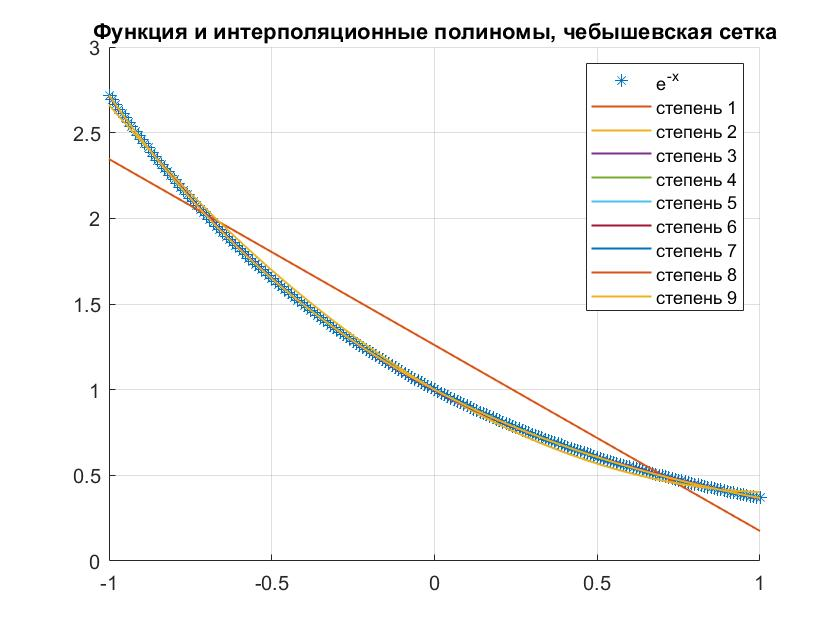 Функция и интерполяционные полиномы, чебышевская сетка
3
2.5
2
1.5
1
0.5
0
-1
-0.5
0
0.5
1
e^-x
степень 1
степень 2
степень 3
степень 4
степень 5
степень 6
степень 7
степень 8
степень 9